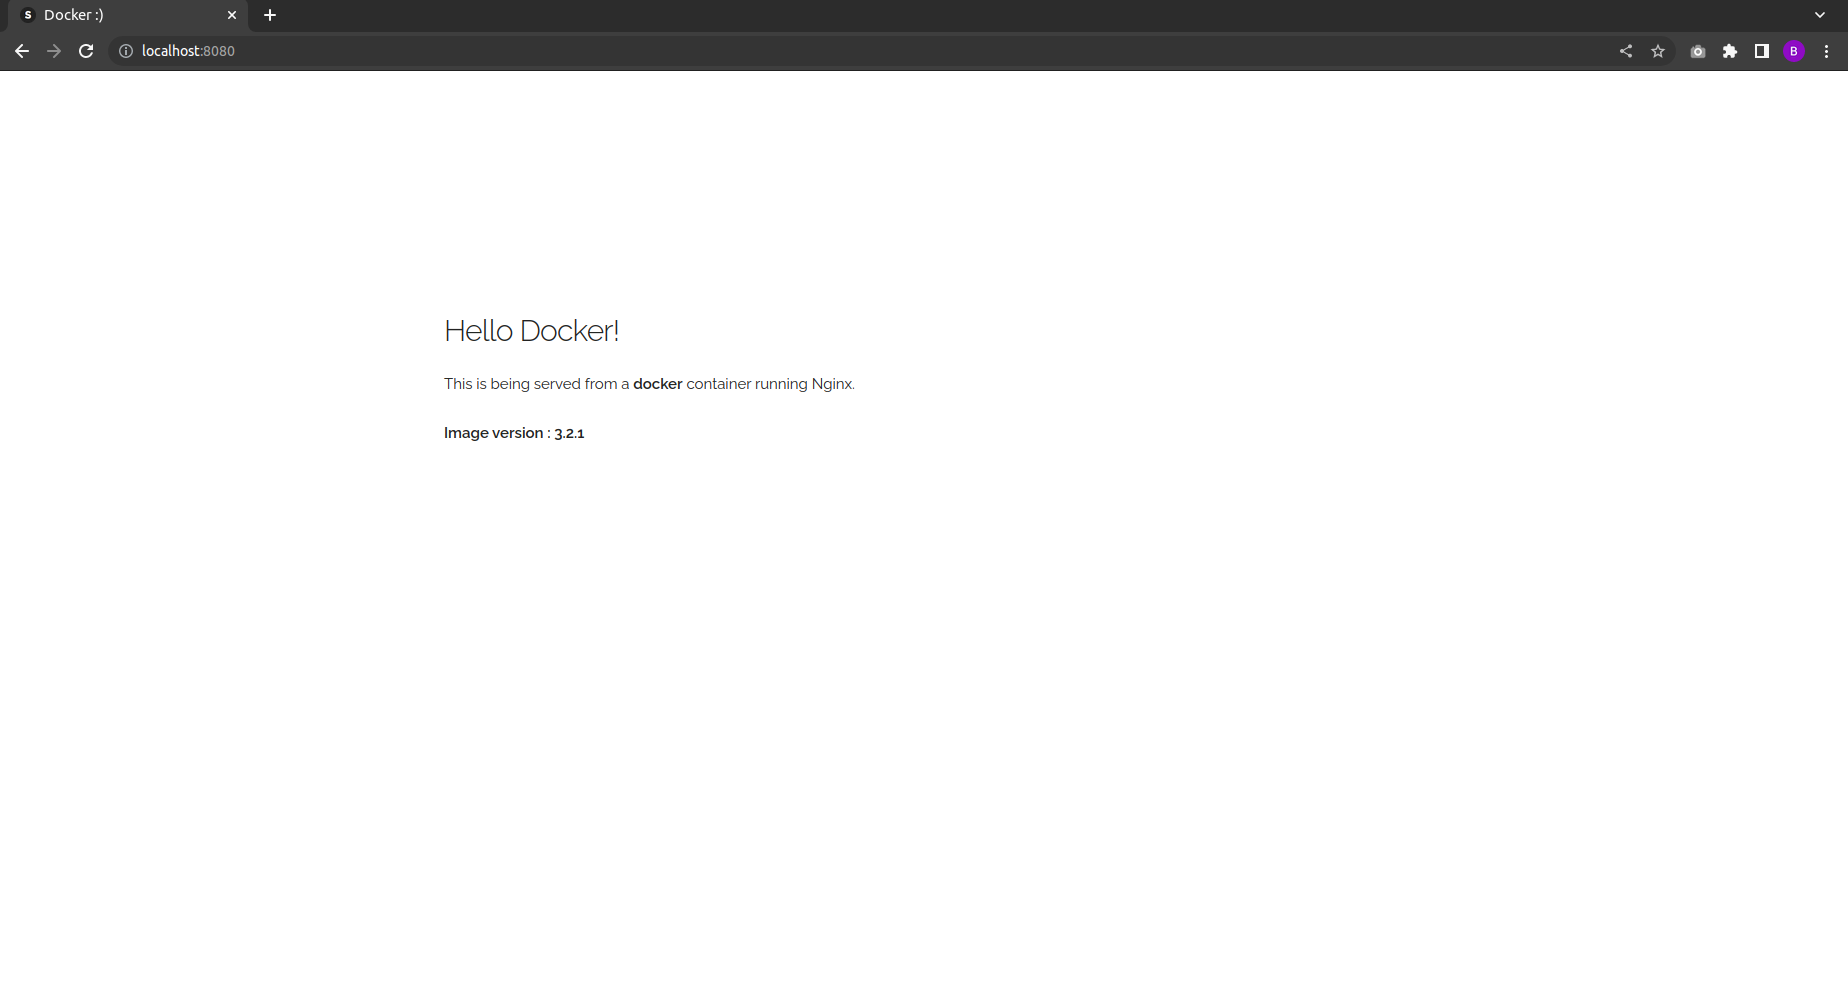 S Docker :)
localhost:8080
B
Hello Docker!
This is being served from a docker container running Nginx.
Image version : 3.2.1